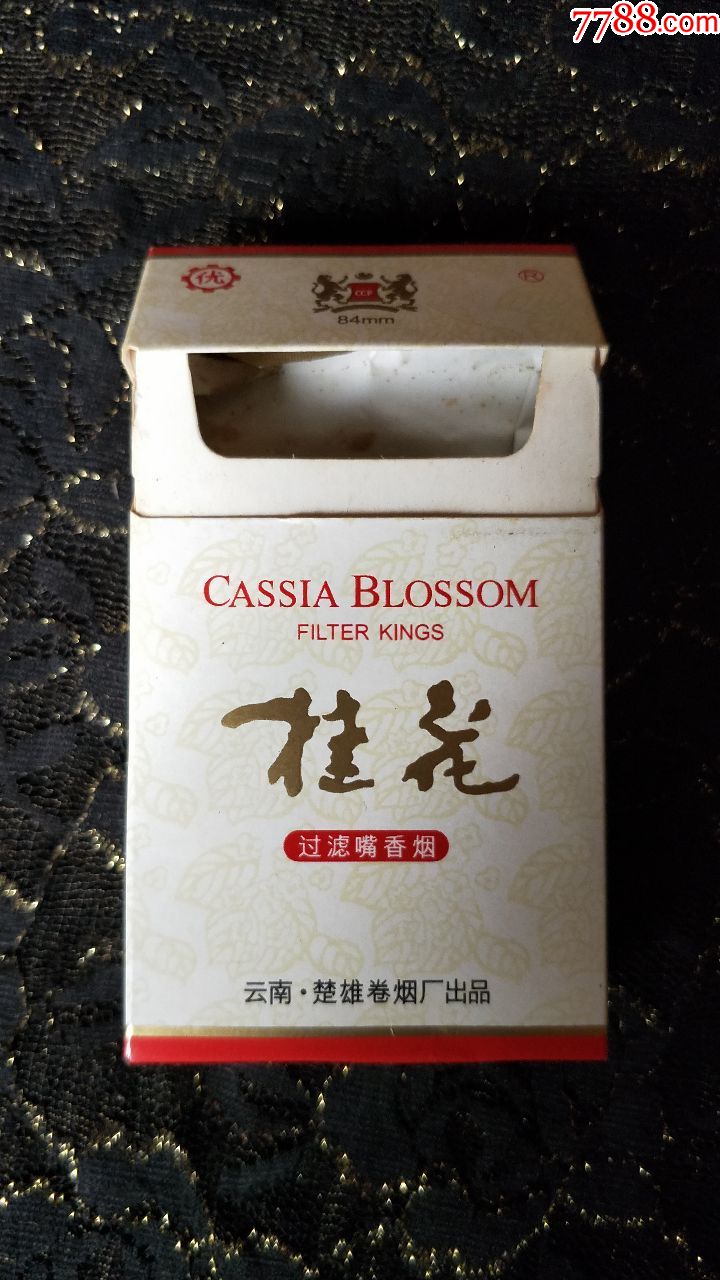 7788.com
优
CCF
®
84mm
CASSIA BLOSSOM
FILTER KINGS
桂花
过滤嘴香烟
云南·楚雄卷烟厂出品